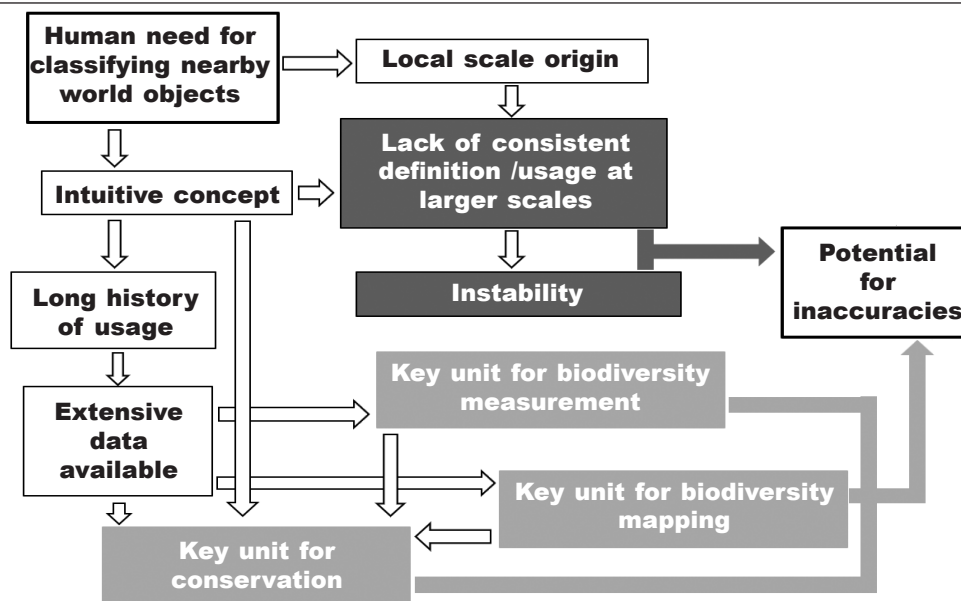 Human need for
classifying nearby
world objects
Local scale origin
Lack of consistent
definition /usage at
larger scales
Intuitive concept
Instability
Potential
for
inaccuracies
Long history
of usage
Key unit for biodiversity
measurement
Extensive
data
available
Key unit for biodiversity
mapping
Key unit for
conservation